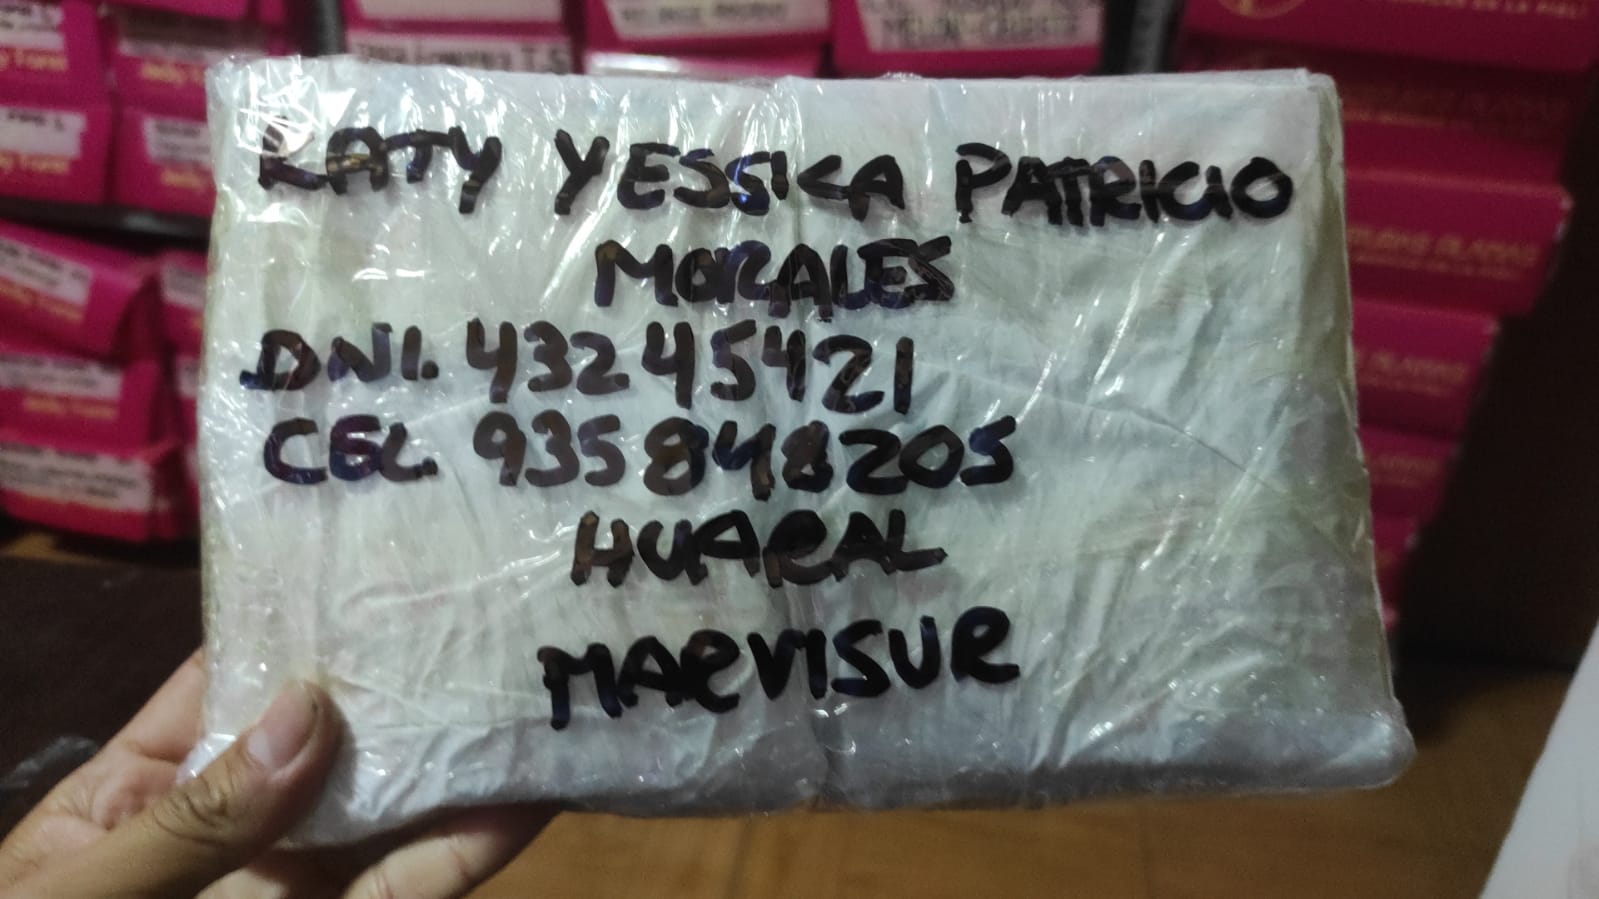 KATY YESSICA PATRICIO
MORALES
DNI. 43245421
CEL. 935848205
HUARAL
MARVISUR